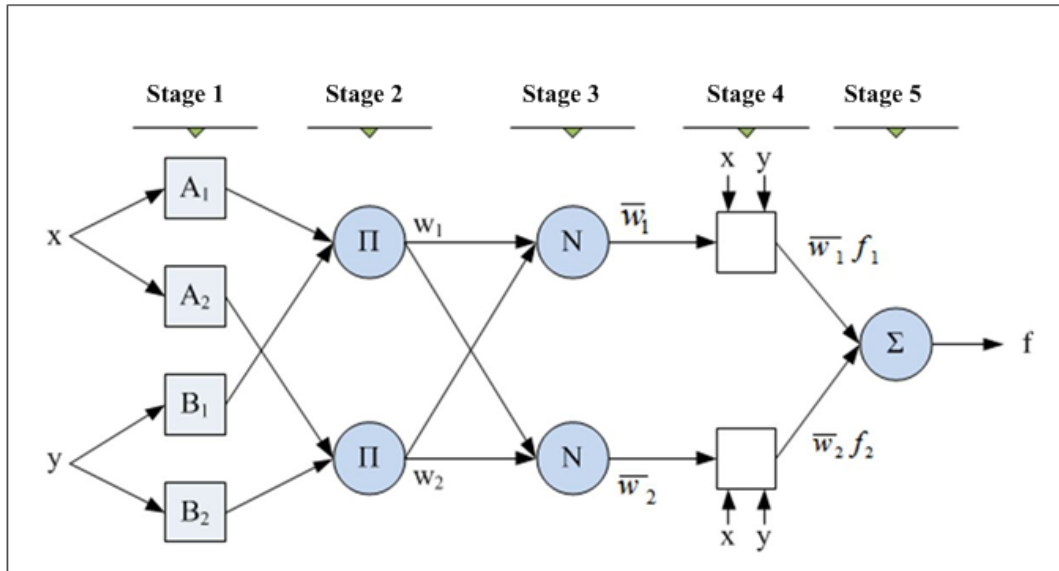 Stage 1 Stage 2 Stage 3 Stage 4 Stage 5
x y
A₁
w₁ w̅₁
Π N w̅₁ f₁
x
A₂
Σ f
B₁
y w̅₂ f₂
Π N
w₂ w̅₂
B₂
x y